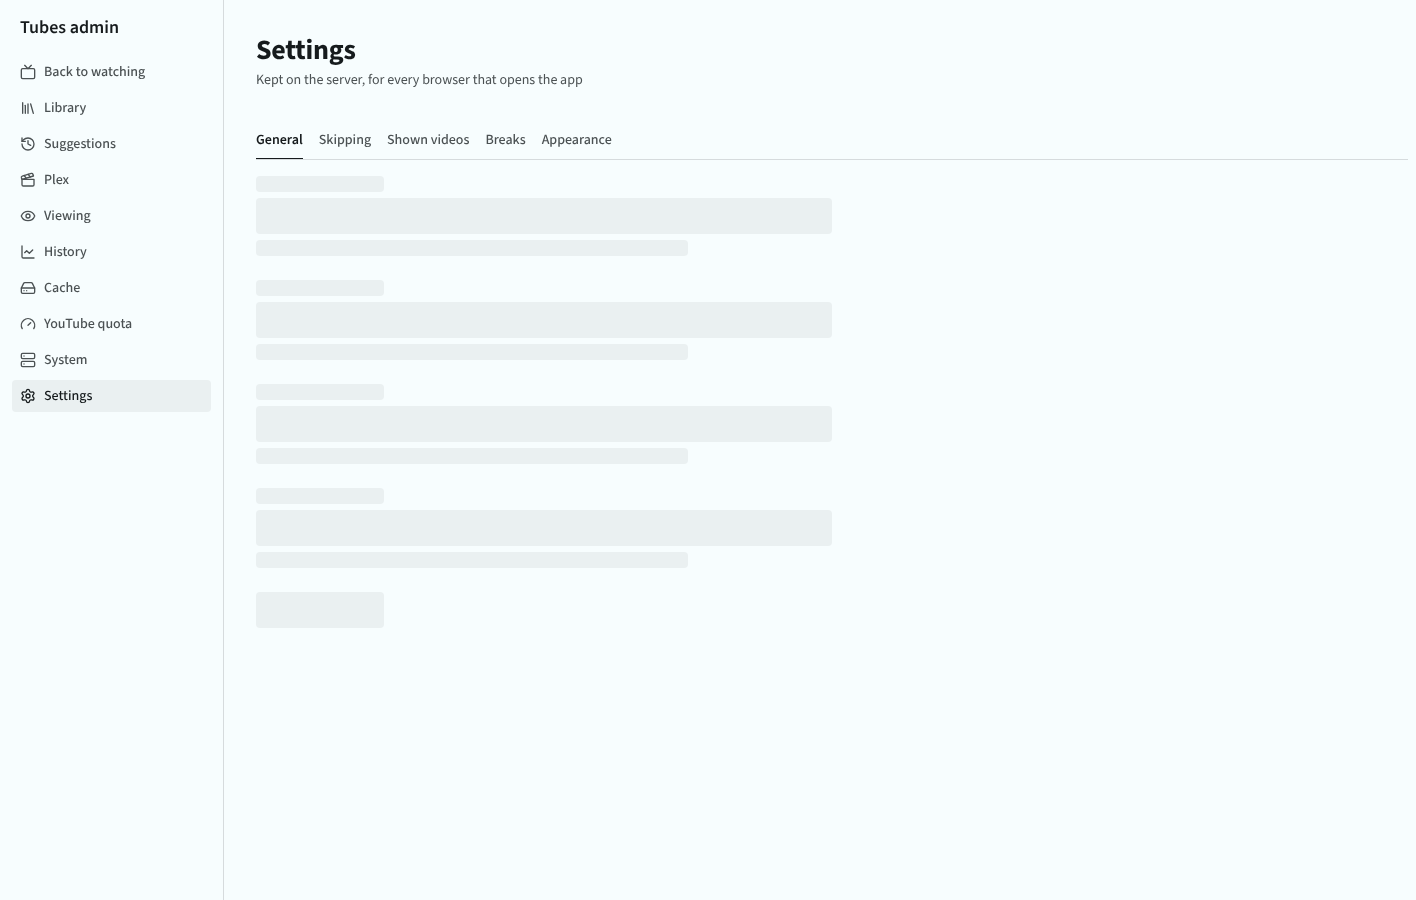 Tubes admin
Back to watching
Library
Suggestions
Plex
Viewing
History
Cache
YouTube quota
System
Settings
Settings
Kept on the server, for every browser that opens the app
General
Skipping
Shown videos
Breaks
Appearance